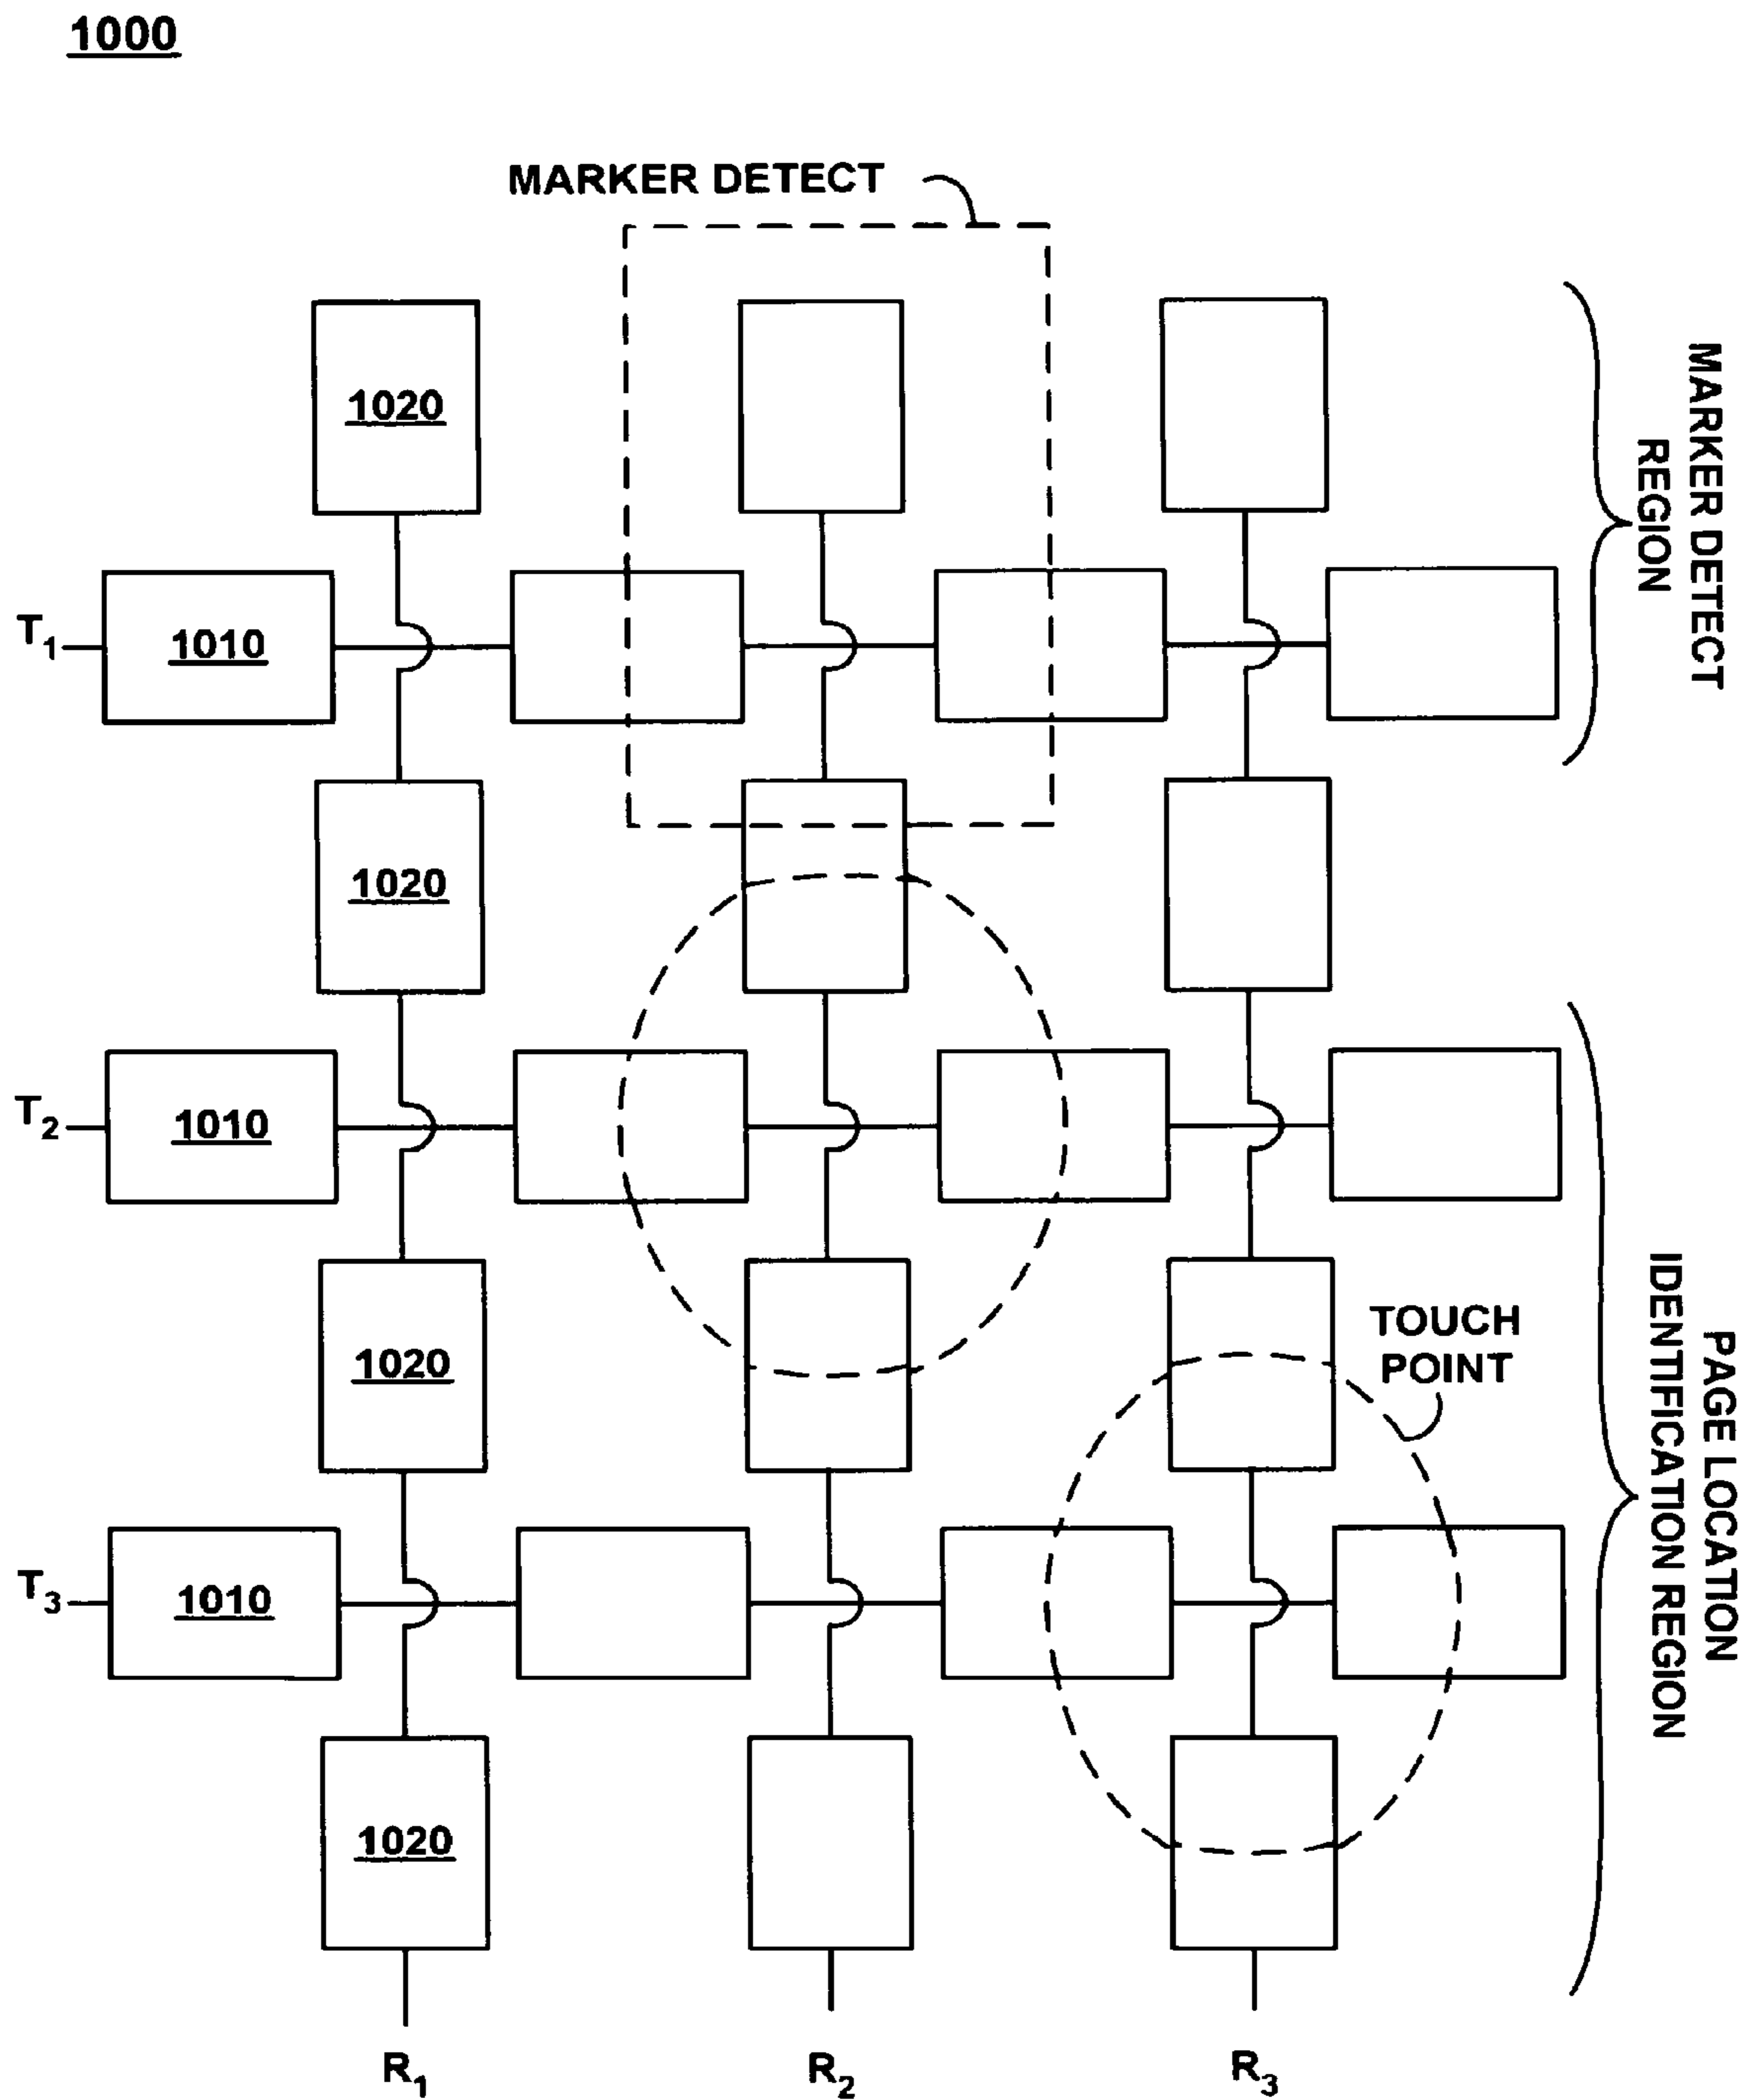 1000
MARKER DETECT
1020
T1
1010
1020
T2
1010
1020
T3
1010
1020
R1
R2
R3
MARKER DETECT
REGION
TOUCH
POINT
PAGE LOCATION
IDENTIFICATION REGION